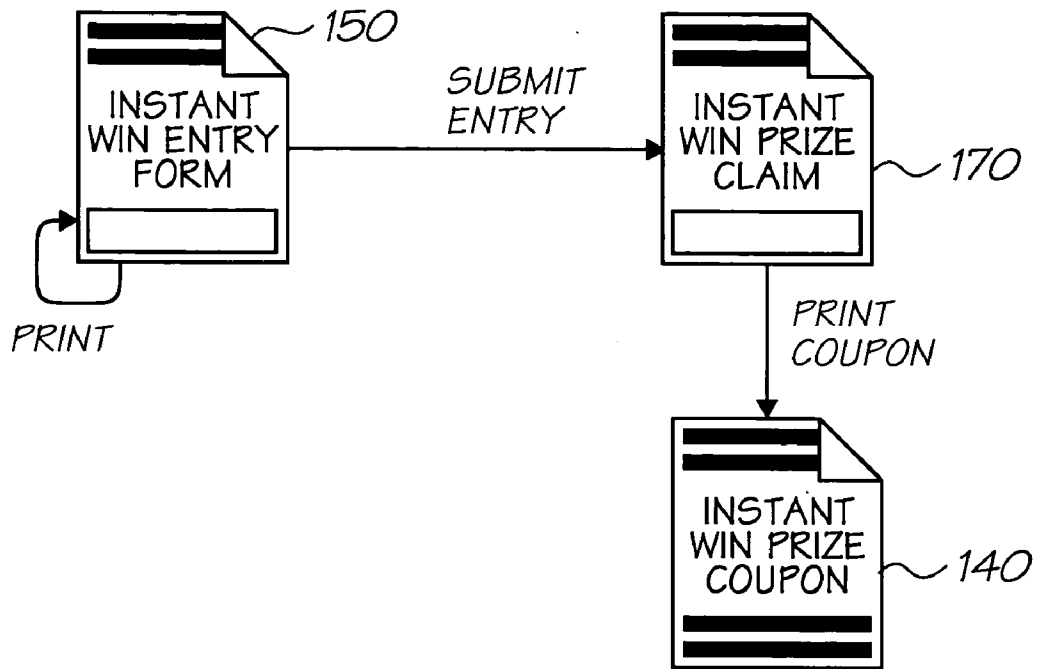 150
INSTANT
WIN ENTRY
FORM
SUBMIT
ENTRY
INSTANT
WIN PRIZE
CLAIM
170
PRINT
PRINT
COUPON
INSTANT
WIN PRIZE
COUPON
140